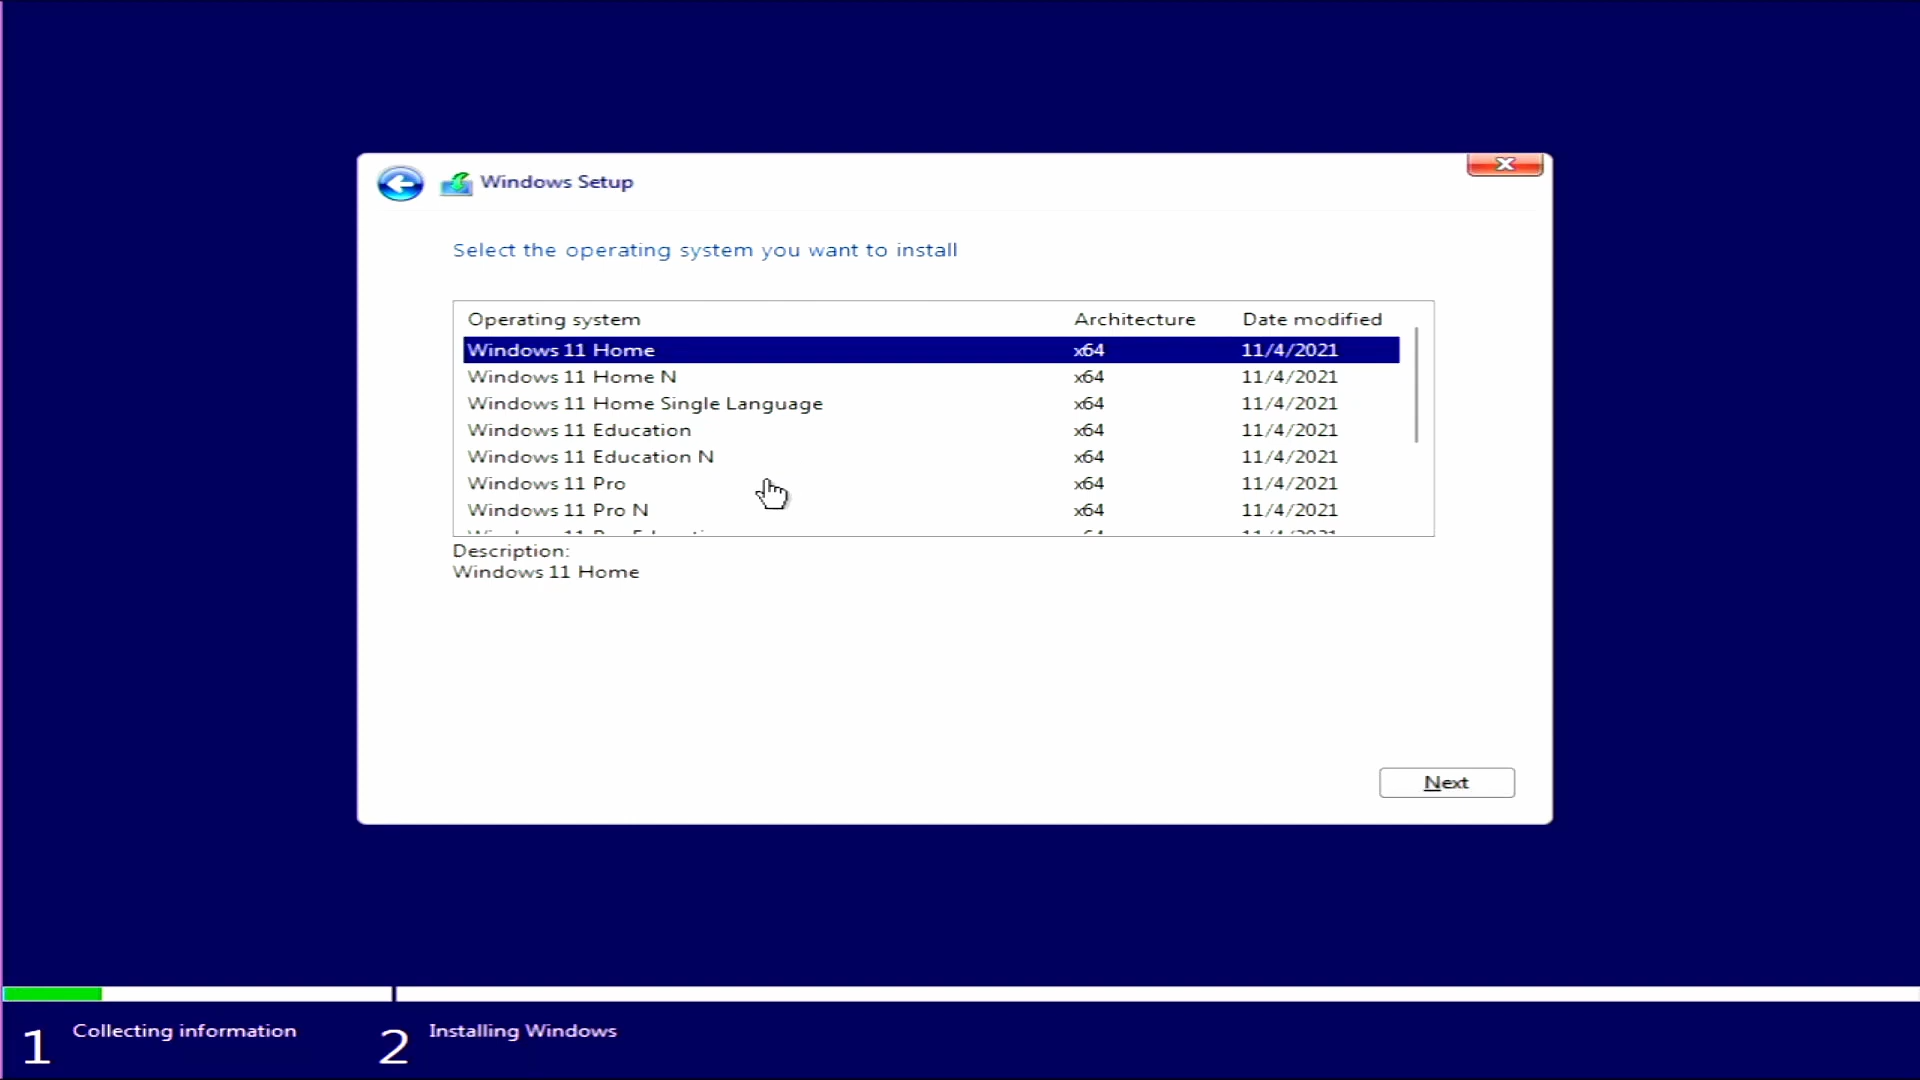 Windows Setup
Select the operating system you want to install
Operating system Architecture Date modified
Windows 11 Home x64 11/4/2021
Windows 11 Home N x64 11/4/2021
Windows 11 Home Single Language x64 11/4/2021
Windows 11 Education x64 11/4/2021
Windows 11 Education N x64 11/4/2021
Windows 11 Pro x64 11/4/2021
Windows 11 Pro N x64 11/4/2021
Description:
Windows 11 Home
Next
1 Collecting information 2 Installing Windows